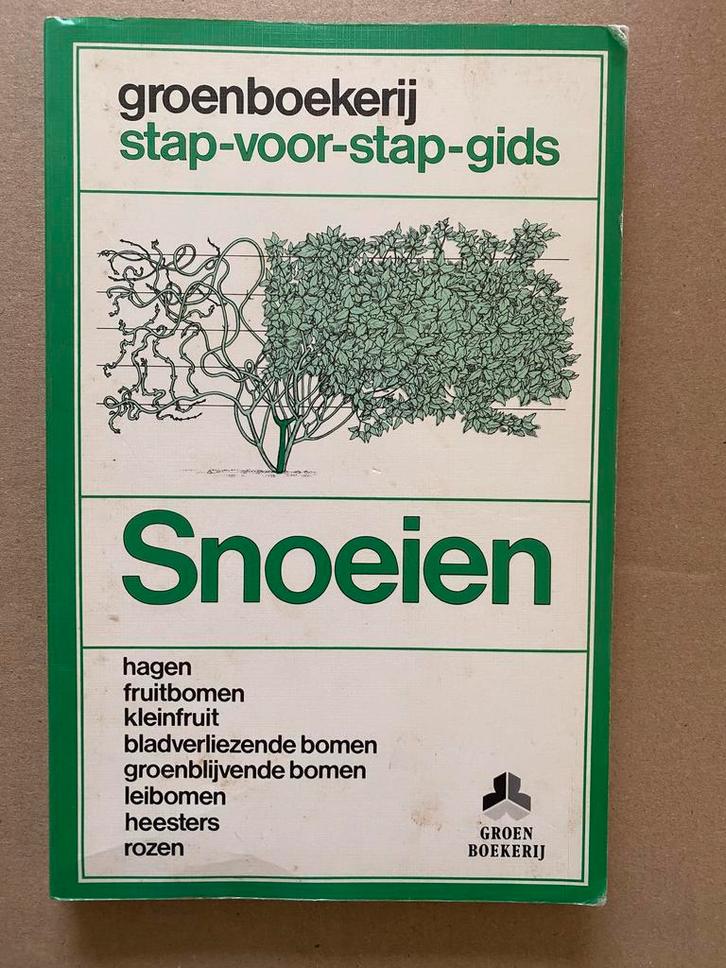 groenboekerij
stap-voor-stap-gids
Snoeien
hagen
fruitbomen
kleinfruit
bladverliezende bomen
groenblijvende bomen
leibomen
heesters
rozen
GROEN
BOEKERIJ